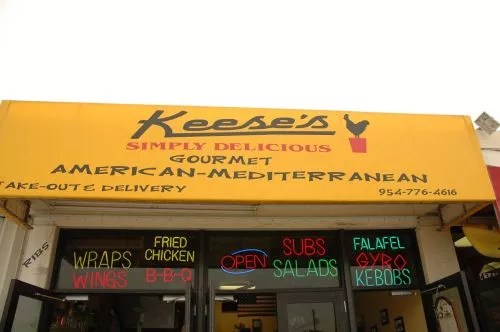 Keese's
SIMPLY DELICIOUS
GOURMET
AMERICAN-MEDITERRANEAN
TAKE-OUT & DELIVERY
954-776-4616
RIBS
WRAPS
WINGS
FRIED
CHICKEN
B-B-Q
OPEN
SUBS
SALADS
FALAFEL
GYRO
KEBOBS